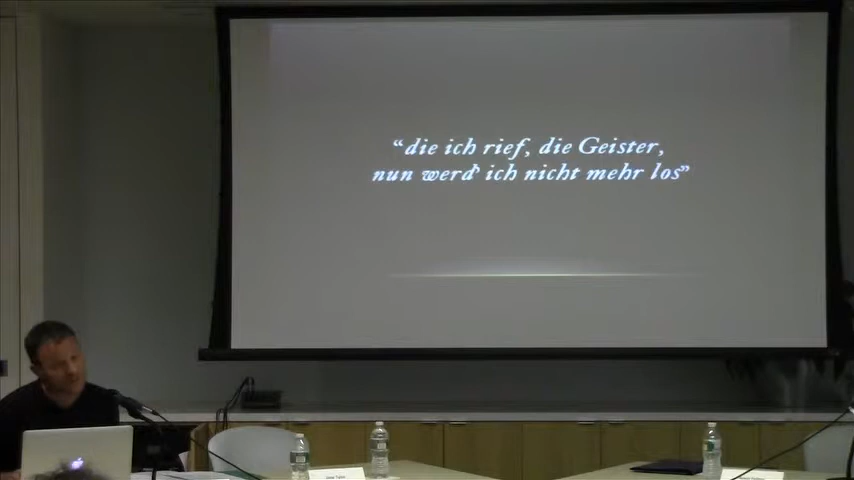 “die ich rief, die Geister,
nun werd' ich nicht mehr los”